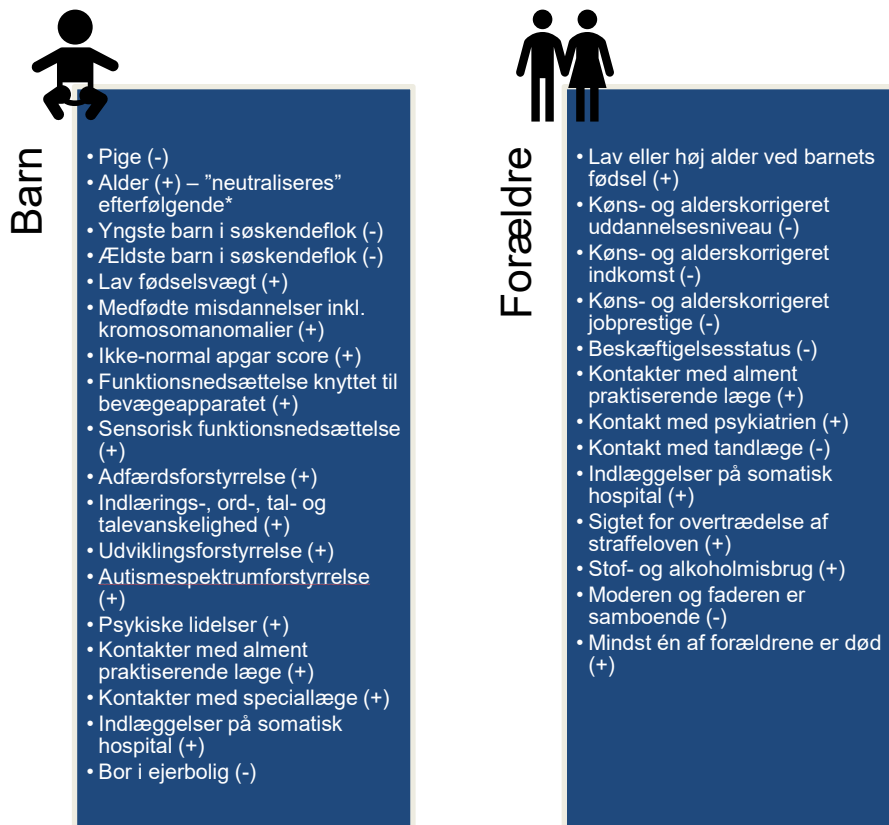 Barn
• Pige (-)
• Alder (+) – ”neutraliseres”
efterfølgende*
• Yngste barn i søskendeflok (-)
• Ældste barn i søskendeflok (-)
• Lav fødselsvægt (+)
• Medfødte misdannelser inkl.
kromosomanomalier (+)
• Ikke-normal apgar score (+)
• Funktionsnedsættelse knyttet til
bevægeapparatet (+)
• Sensorisk funktionsnedsættelse
(+)
• Adfærdsforstyrrelse (+)
• Indlærings-, ord-, tal- og
talevanskelighed (+)
• Udviklingsforstyrrelse (+)
• Autismespektrumforstyrrelse
(+)
• Psykiske lidelser (+)
• Kontakter med alment
praktiserende læge (+)
• Kontakter med speciallæge (+)
• Indlæggelser på somatisk
hospital (+)
• Bor i ejerbolig (-)
Forældre
• Lav eller høj alder ved barnets
fødsel (+)
• Køns- og alderskorrigeret
uddannelsesniveau (-)
• Køns- og alderskorrigeret
indkomst (-)
• Køns- og alderskorrigeret
jobprestige (-)
• Beskæftigelsesstatus (-)
• Kontakter med alment
praktiserende læge (+)
• Kontakt med psykiatrien (+)
• Kontakt med tandlæge (-)
• Indlæggelser på somatisk
hospital (+)
• Sigtet for overtrædelse af
straffeloven (+)
• Stof- og alkoholmisbrug (+)
• Moderen og faderen er
samboende (-)
• Mindst én af forældrene er død
(+)